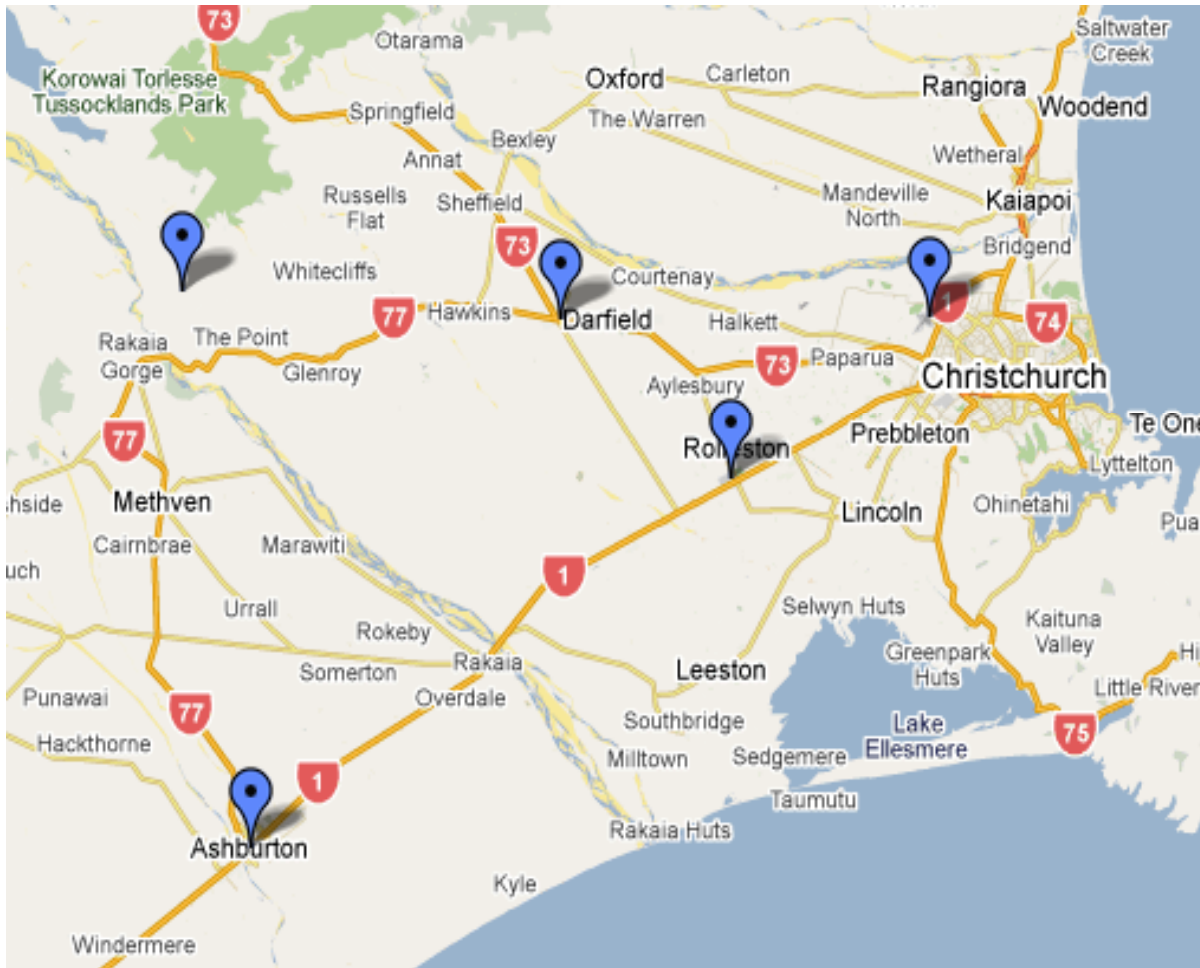 73
Otarama
Saltwater
Creek
Korowai Torlesse
Tussocklands Park
Oxford
Carleton
Rangiora
Woodend
Springfield
The Warren
Bexley
Annat
Wetheral
Russells
Flat
Sheffield
Mandeville
North
Kaiapoi
73
Bridgend
Whitecliffs
Courtenay
77
Hawkins
Darfield
Halkett
1
74
Rakaia
Gorge
The Point
Glenroy
73
Paparua
Aylesbury
Christchurch
77
Te One
Prebbleton
Lyttelton
Methven
hside
Lincoln
Ohinetahi
Pua
Cairnbrae
Marawiti
uch
1
Urrall
Selwyn Huts
Kaituna
Valley
Rokeby
Rakaia
Somerton
Leeston
Greenpark
Huts
Hi
Little River
Punawai
77
Overdale
Southbridge
Lake
Ellesmere
75
Hackthorne
Milltown
Sedgemere
1
Taumutu
Ashburton
Rakaia Huts
Kyle
Windermere